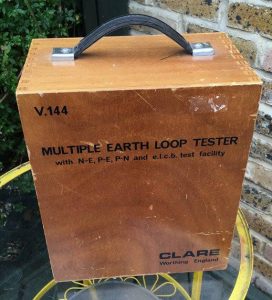 V.144
MULTIPLE EARTH LOOP TESTER
with N-E, P-E, P-N and e.l.c.b. test facility
CLARE
Worthing England